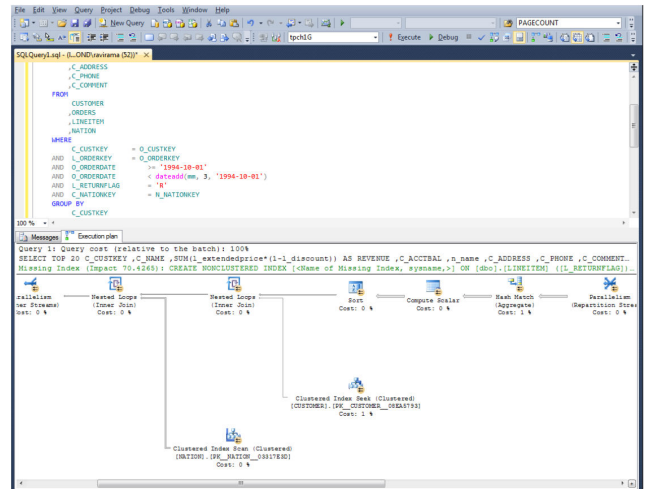 File Edit View Query Project Debug Tools Window Help
New Query
PAGECOUNT
tpch1G
Execute
Debug
SQLQuery1.sql - (l...OND\ravirama (52))*
,C_ADDRESS
,C_PHONE
,C_COMMENT
FROM
CUSTOMER
,ORDERS
,LINEITEM
,NATION
WHERE
C_CUSTKEY = O_CUSTKEY
AND L_ORDERKEY = O_ORDERKEY
AND O_ORDERDATE >= '1994-10-01'
AND O_ORDERDATE < dateadd(mm, 3, '1994-10-01')
AND L_RETURNFLAG = 'R'
AND C_NATIONKEY = N_NATIONKEY
GROUP BY
C_CUSTKEY
100 %
Messages Execution plan
Query 1: Query cost (relative to the batch): 100%
SELECT TOP 20 C_CUSTKEY ,C_NAME ,SUM(l_extendedprice*(1-l_discount)) AS REVENUE ,C_ACCTBAL ,n_name ,C_ADDRESS ,C_PHONE ,C_COMMENT…
Missing Index (Impact 70.4265): CREATE NONCLUSTERED INDEX [<Name of Missing Index, sysname,>] ON [dbo].[LINEITEM] ([L_RETURNFLAG])…
rallelism
her Streams)
Cost: 0 %
Nested Loops
(Inner Join)
Cost: 0 %
Nested Loops
(Inner Join)
Cost: 0 %
Sort
Cost: 0 %
Compute Scalar
Cost: 0 %
Hash Match
(Aggregate)
Cost: 1 %
Parallelism
(Repartition Strea
Cost: 0 %
Clustered Index Seek (Clustered)
[CUSTOMER].[PK__CUSTOMER__08EA5793]
Cost: 1 %
Clustered Index Scan (Clustered)
[NATION].[PK__NATION__03317E3D]
Cost: 0 %